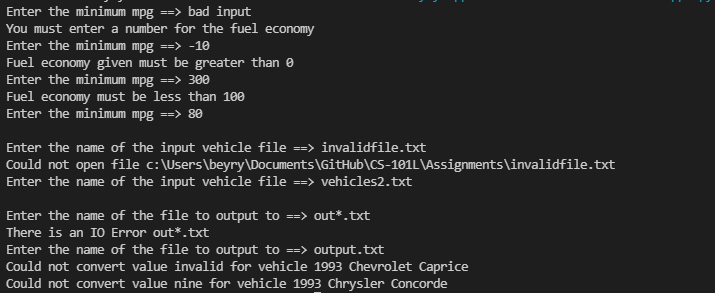 Enter the minimum mpg ==> bad input
You must enter a number for the fuel economy
Enter the minimum mpg ==> -10
Fuel economy given must be greater than 0
Enter the minimum mpg ==> 300
Fuel economy must be less than 100
Enter the minimum mpg ==> 80
Enter the name of the input vehicle file ==> invalidfile.txt
Could not open file c:\Users\beyry\Documents\GitHub\CS-101L\Assignments\invalidfile.txt
Enter the name of the input vehicle file ==> vehicles2.txt
Enter the name of the file to output to ==> out*.txt
There is an IO Error out*.txt
Enter the name of the file to output to ==> output.txt
Could not convert value invalid for vehicle 1993 Chevrolet Caprice
Could not convert value nine for vehicle 1993 Chrysler Concorde